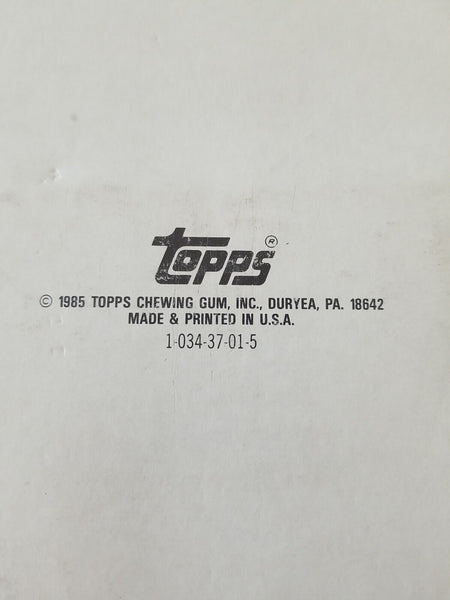 topps®
© 1985 TOPPS CHEWING GUM, INC., DURYEA, PA. 18642
MADE & PRINTED IN U.S.A.
1-034-37-01-5